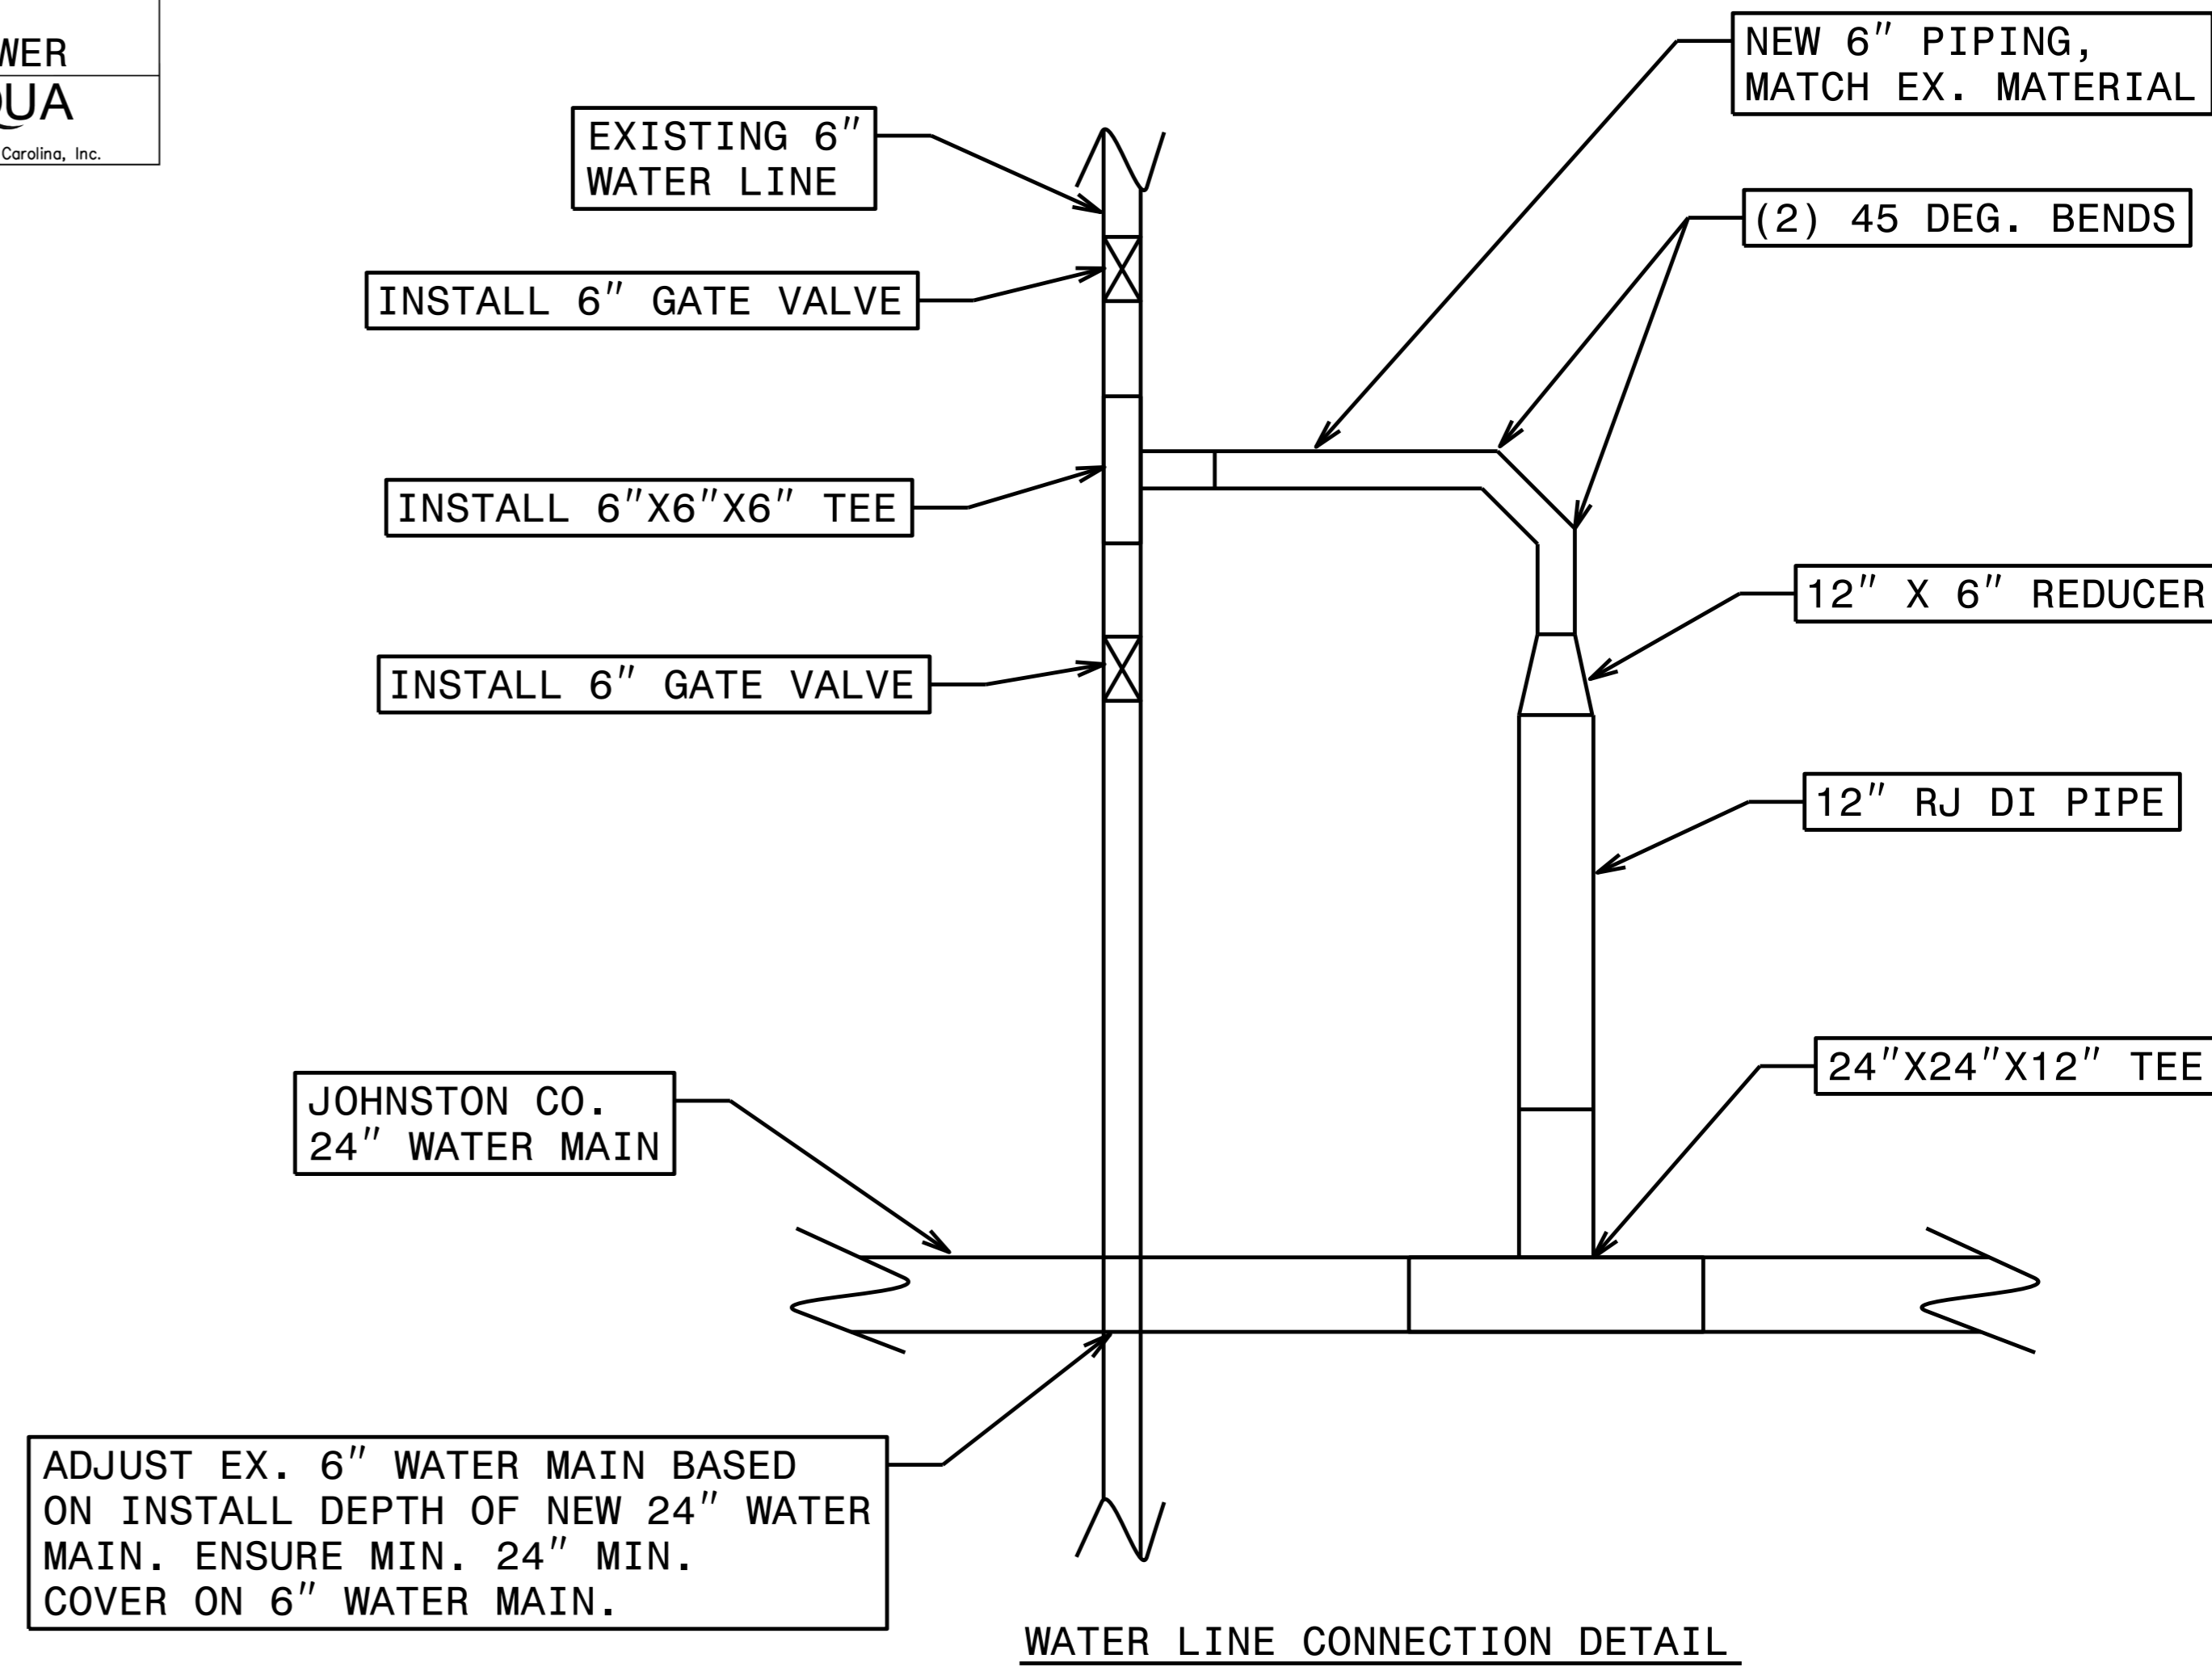 Carolina, Inc.
NEW 6" PIPING,
MATCH EX. MATERIAL
EXISTING 6"
WATER LINE
(2) 45 DEG. BENDS
INSTALL 6" GATE VALVE
INSTALL 6"X6"X6" TEE
12" X 6" REDUCER
INSTALL 6" GATE VALVE
12" RJ DI PIPE
24"X24"X12" TEE
JOHNSTON CO.
24" WATER MAIN
ADJUST EX. 6" WATER MAIN BASED
ON INSTALL DEPTH OF NEW 24" WATER
MAIN. ENSURE MIN. 24" MIN.
COVER ON 6" WATER MAIN.
WATER LINE CONNECTION DETAIL